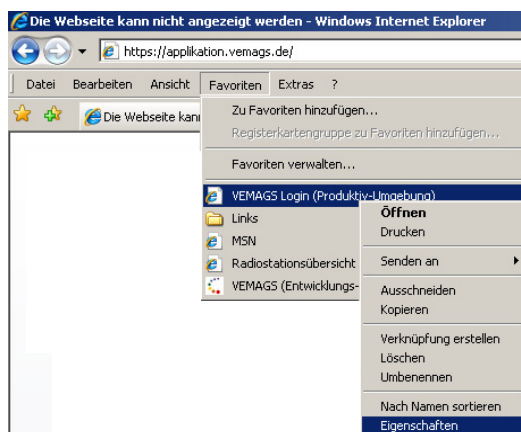 Die Webseite kann nicht angezeigt werden - Windows Internet Explorer
https://applikation.vemags.de/
Datei Bearbeiten Ansicht Favoriten Extras ?
Die Webseite kan
Zu Favoriten hinzufügen...
Registerkartengruppe zu Favoriten hinzufügen...
Favoriten verwalten...
VEMAGS Login (Produktiv-Umgebung)
Links
MSN
Radiostationsübersicht
VEMAGS (Entwicklungs-
Öffnen
Drucken
Senden an
Ausschneiden
Kopieren
Verknüpfung erstellen
Löschen
Umbenennen
Nach Namen sortieren
Eigenschaften